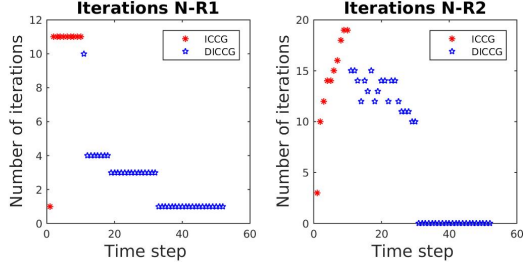 Iterations N-R1
12
10
8
6
4
2
0
0
20
40
60
Number of iterations
Time step
ICCG
DICCG
Iterations N-R2
20
15
10
5
0
0
20
40
60
Number of iterations
Time step
ICCG
DICCG